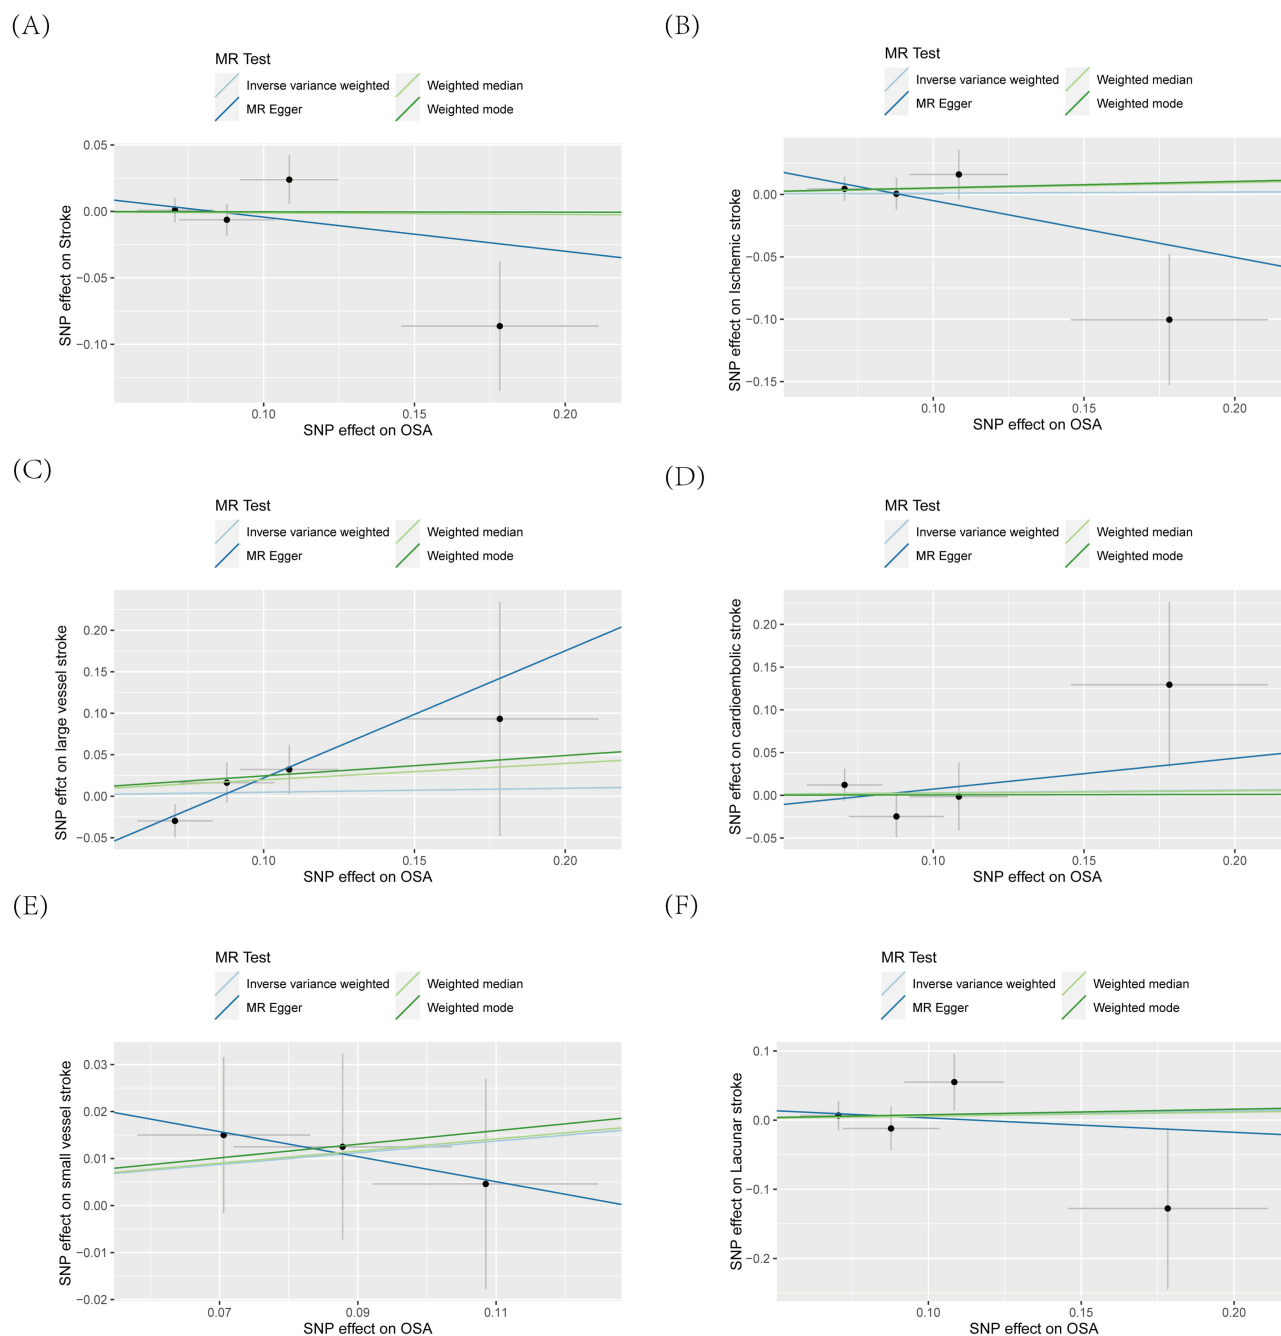 (A)
MR Test
Inverse variance weighted
Weighted median
MR Egger
Weighted mode
0.05
0.00
−0.05
−0.10
SNP effect on Stroke
0.10
0.15
0.20
SNP effect on OSA
(B)
MR Test
Inverse variance weighted
Weighted median
MR Egger
Weighted mode
0.00
−0.05
−0.10
−0.15
SNP effect on Ischemic stroke
0.10
0.15
0.20
SNP effect on OSA
(C)
MR Test
Inverse variance weighted
Weighted median
MR Egger
Weighted mode
0.20
0.15
0.10
0.05
0.00
−0.05
SNP effect on large vessel stroke
0.10
0.15
0.20
SNP effect on OSA
(D)
MR Test
Inverse variance weighted
Weighted median
MR Egger
Weighted mode
0.20
0.15
0.10
0.05
0.00
−0.05
SNP effect on cardioembolic stroke
0.10
0.15
0.20
SNP effect on OSA
(E)
MR Test
Inverse variance weighted
Weighted median
MR Egger
Weighted mode
0.03
0.02
0.01
0.00
−0.01
−0.02
SNP effect on small vessel stroke
0.07
0.09
0.11
SNP effect on OSA
(F)
MR Test
Inverse variance weighted
Weighted median
MR Egger
Weighted mode
0.1
0.0
−0.1
−0.2
SNP effect on Lacunar stroke
0.10
0.15
0.20
SNP effect on OSA